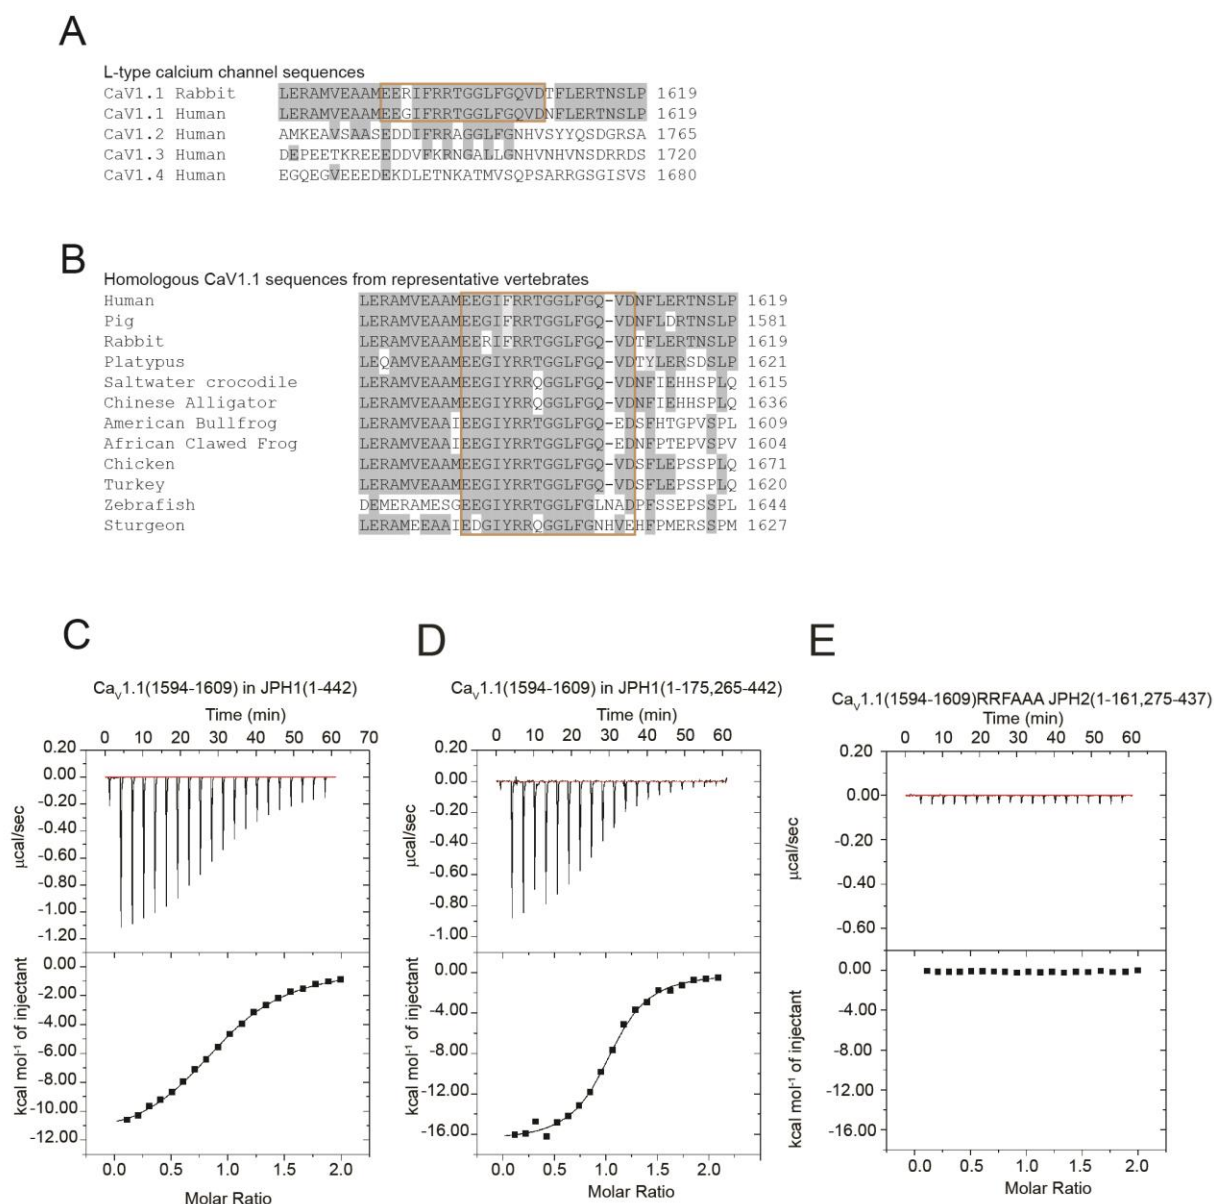 A
L-type calcium channel sequences
CaV1.1 Rabbit LERAMVEAAMEERIFRRTGGLFGQVDTFLERTNSLP 1619
CaV1.1 Human LERAMVEAAMEEGIFRRTGGLFGQVDNFLERTNSLP 1619
CaV1.2 Human AMKEAVSAASEDDIFRRAGGLFGNHVSYYQSDGRSA 1765
CaV1.3 Human DEPEETKREEEDDVFKRNGALLGNHVNHVNSDRRDS 1720
CaV1.4 Human EGQEGVEEEDEKDLETNKATMVSQPSARRGSGISVS 1680
B
Homologous CaV1.1 sequences from representative vertebrates
Human LERAMVEAAMEEGIFRRTGGLFGQ-VDNFLERTNSLP 1619
Pig LERAMVEAAMEEGIFRRTGGLFGQ-VDNFLDRTNSLP 1581
Rabbit LERAMVEAAMEERIFRRTGGLFGQ-VDTFLERTNSLP 1619
Platypus LEQAMVEAAMEEGIYRRTGGLFGQ-VDTYLERSDSLP 1621
Saltwater crocodile LERAMVEAAMEEGIYRRQGGLFGQ-VDNFIEHHSPLQ 1615
Chinese Alligator LERAMVEAAMEEGIYRRQGGLFGQ-VDNFIEHHSPLQ 1636
American Bullfrog LERAMVEAAIEEGIYRRTGGLFGQ-EDSFHTGPVSPL 1609
African Clawed Frog LERAMVEAAIEEGIYRRTGGLFGQ-EDNFPTEPVSPV 1604
Chicken LERAMVEAAMEEGIYRRTGGLFGQ-VDSFLEPSSPLQ 1671
Turkey LERAMVEAAMEEGIYRRTGGLFGQ-VDSFLEPSSPLQ 1620
Zebrafish DEMERAMESGEEGIYRRTGGLFGLNADPFSSEPSSPL 1644
Sturgeon LERAMEEAAIEDGIYRRQGGLFGNHVEHFPMERSSPM 1627
C
CaV1.1(1594-1609) in JPH1(1-442)
Time (min)
0 10 20 30 40 50 60 70
0.20
0.00
-0.20
-0.40
-0.60
-0.80
-1.00
-1.20
µcal/sec
0.00
-2.00
-4.00
-6.00
-8.00
-10.00
-12.00
kcal mol⁻¹ of injectant
0.0 0.5 1.0 1.5 2.0
Molar Ratio
D
CaV1.1(1594-1609) in JPH1(1-175,265-442)
Time (min)
0 10 20 30 40 50 60
0.20
0.00
-0.20
-0.40
-0.60
-0.80
-1.00
µcal/sec
0.00
-4.00
-8.00
-12.00
-16.00
kcal mol⁻¹ of injectant
0.0 0.5 1.0 1.5 2.0
Molar Ratio
E
CaV1.1(1594-1609)RRFAAA JPH2(1-161,275-437)
Time (min)
0 10 20 30 40 50 60
0.20
0.00
-0.20
-0.40
-0.60
µcal/sec
0.00
-4.00
-8.00
-12.00
-16.00
kcal mol⁻¹ of injectant
0.0 0.5 1.0 1.5 2.0
Molar Ratio